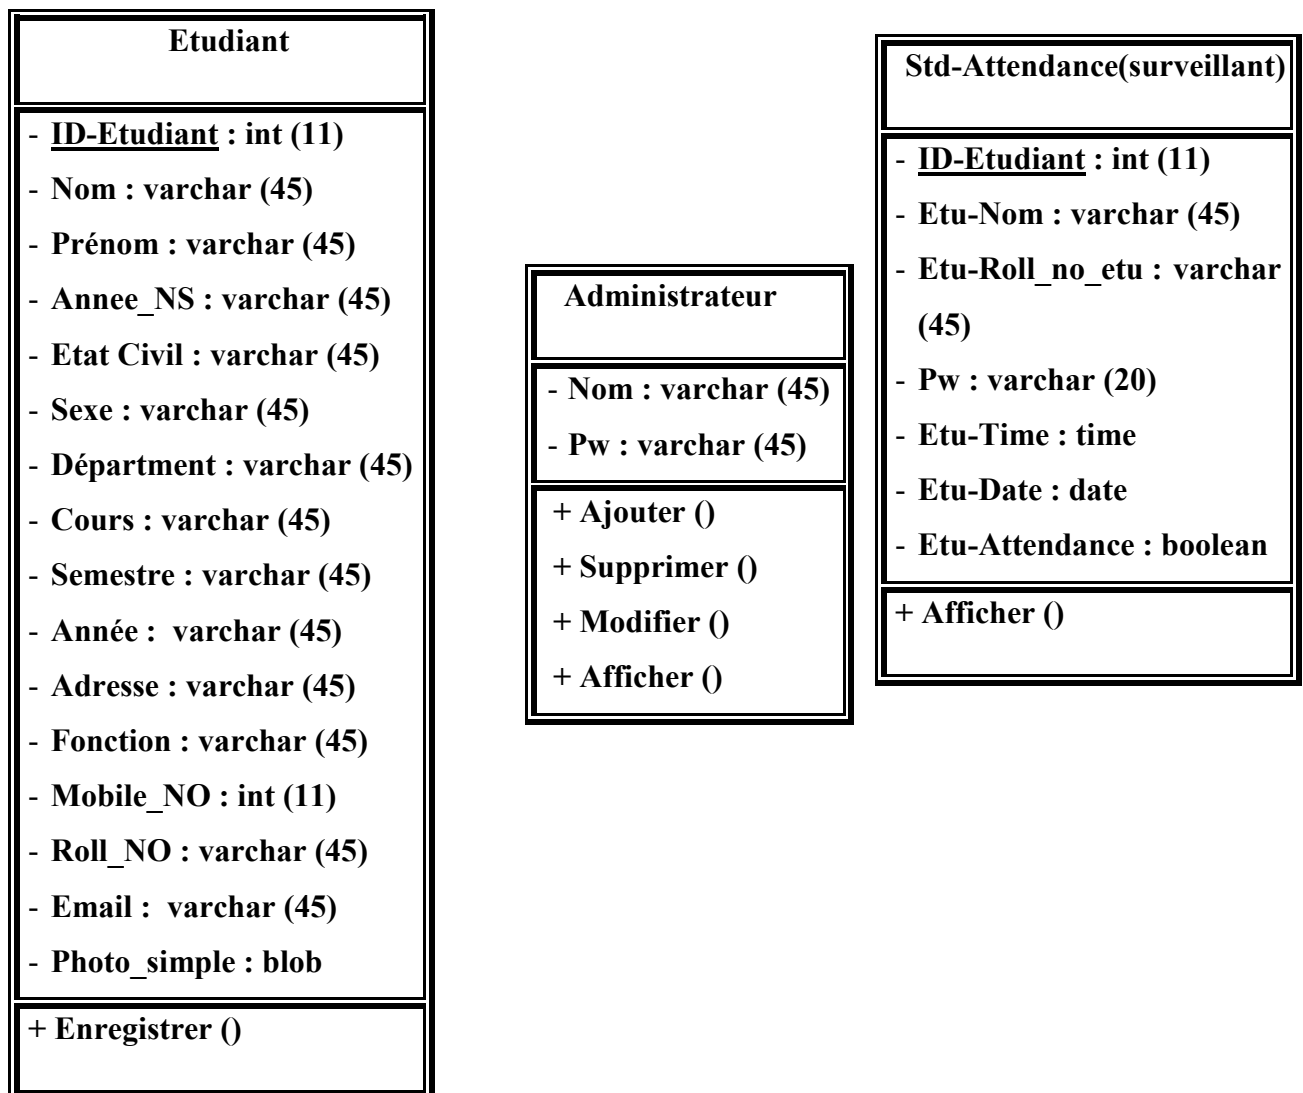 Etudiant
- ID-Etudiant : int (11)
- Nom : varchar (45)
- Prénom : varchar (45)
- Annee_NS : varchar (45)
- Etat Civil : varchar (45)
- Sexe : varchar (45)
- Départment : varchar (45)
- Cours : varchar (45)
- Semestre : varchar (45)
- Année : varchar (45)
- Adresse : varchar (45)
- Fonction : varchar (45)
- Mobile_NO : int (11)
- Roll_NO : varchar (45)
- Email : varchar (45)
- Photo_simple : blob
+ Enregistrer ()
Administrateur
- Nom : varchar (45)
- Pw : varchar (45)
+ Ajouter ()
+ Supprimer ()
+ Modifier ()
+ Afficher ()
Std-Attendance(surveillant)
- ID-Etudiant : int (11)
- Etu-Nom : varchar (45)
- Etu-Roll_no_etu : varchar
(45)
- Pw : varchar (20)
- Etu-Time : time
- Etu-Date : date
- Etu-Attendance : boolean
+ Afficher ()